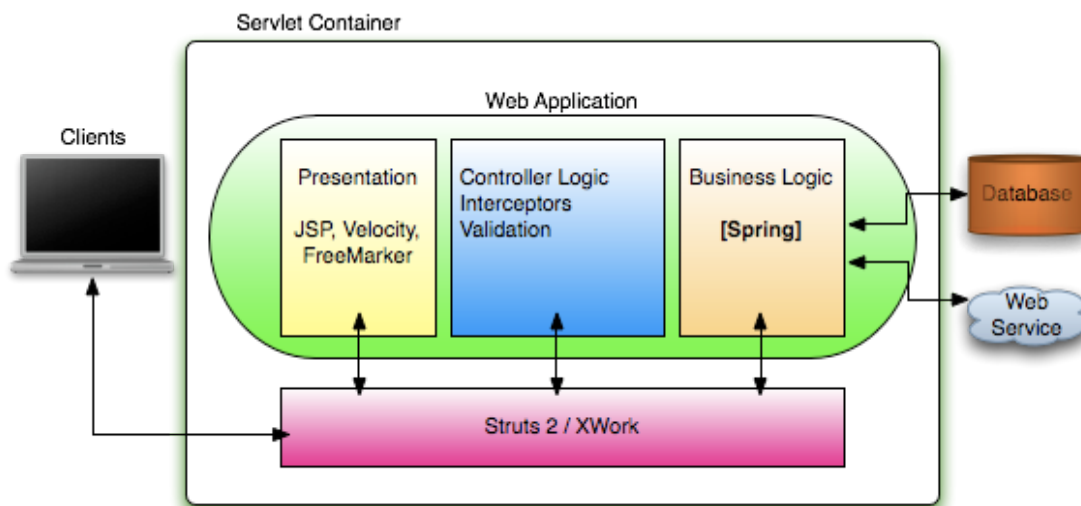 Servlet Container
Web Application
Clients
Presentation
JSP, Velocity,
FreeMarker
Controller Logic
Interceptors
Validation
Business Logic
[Spring]
Database
Web
Service
Struts 2 / XWork